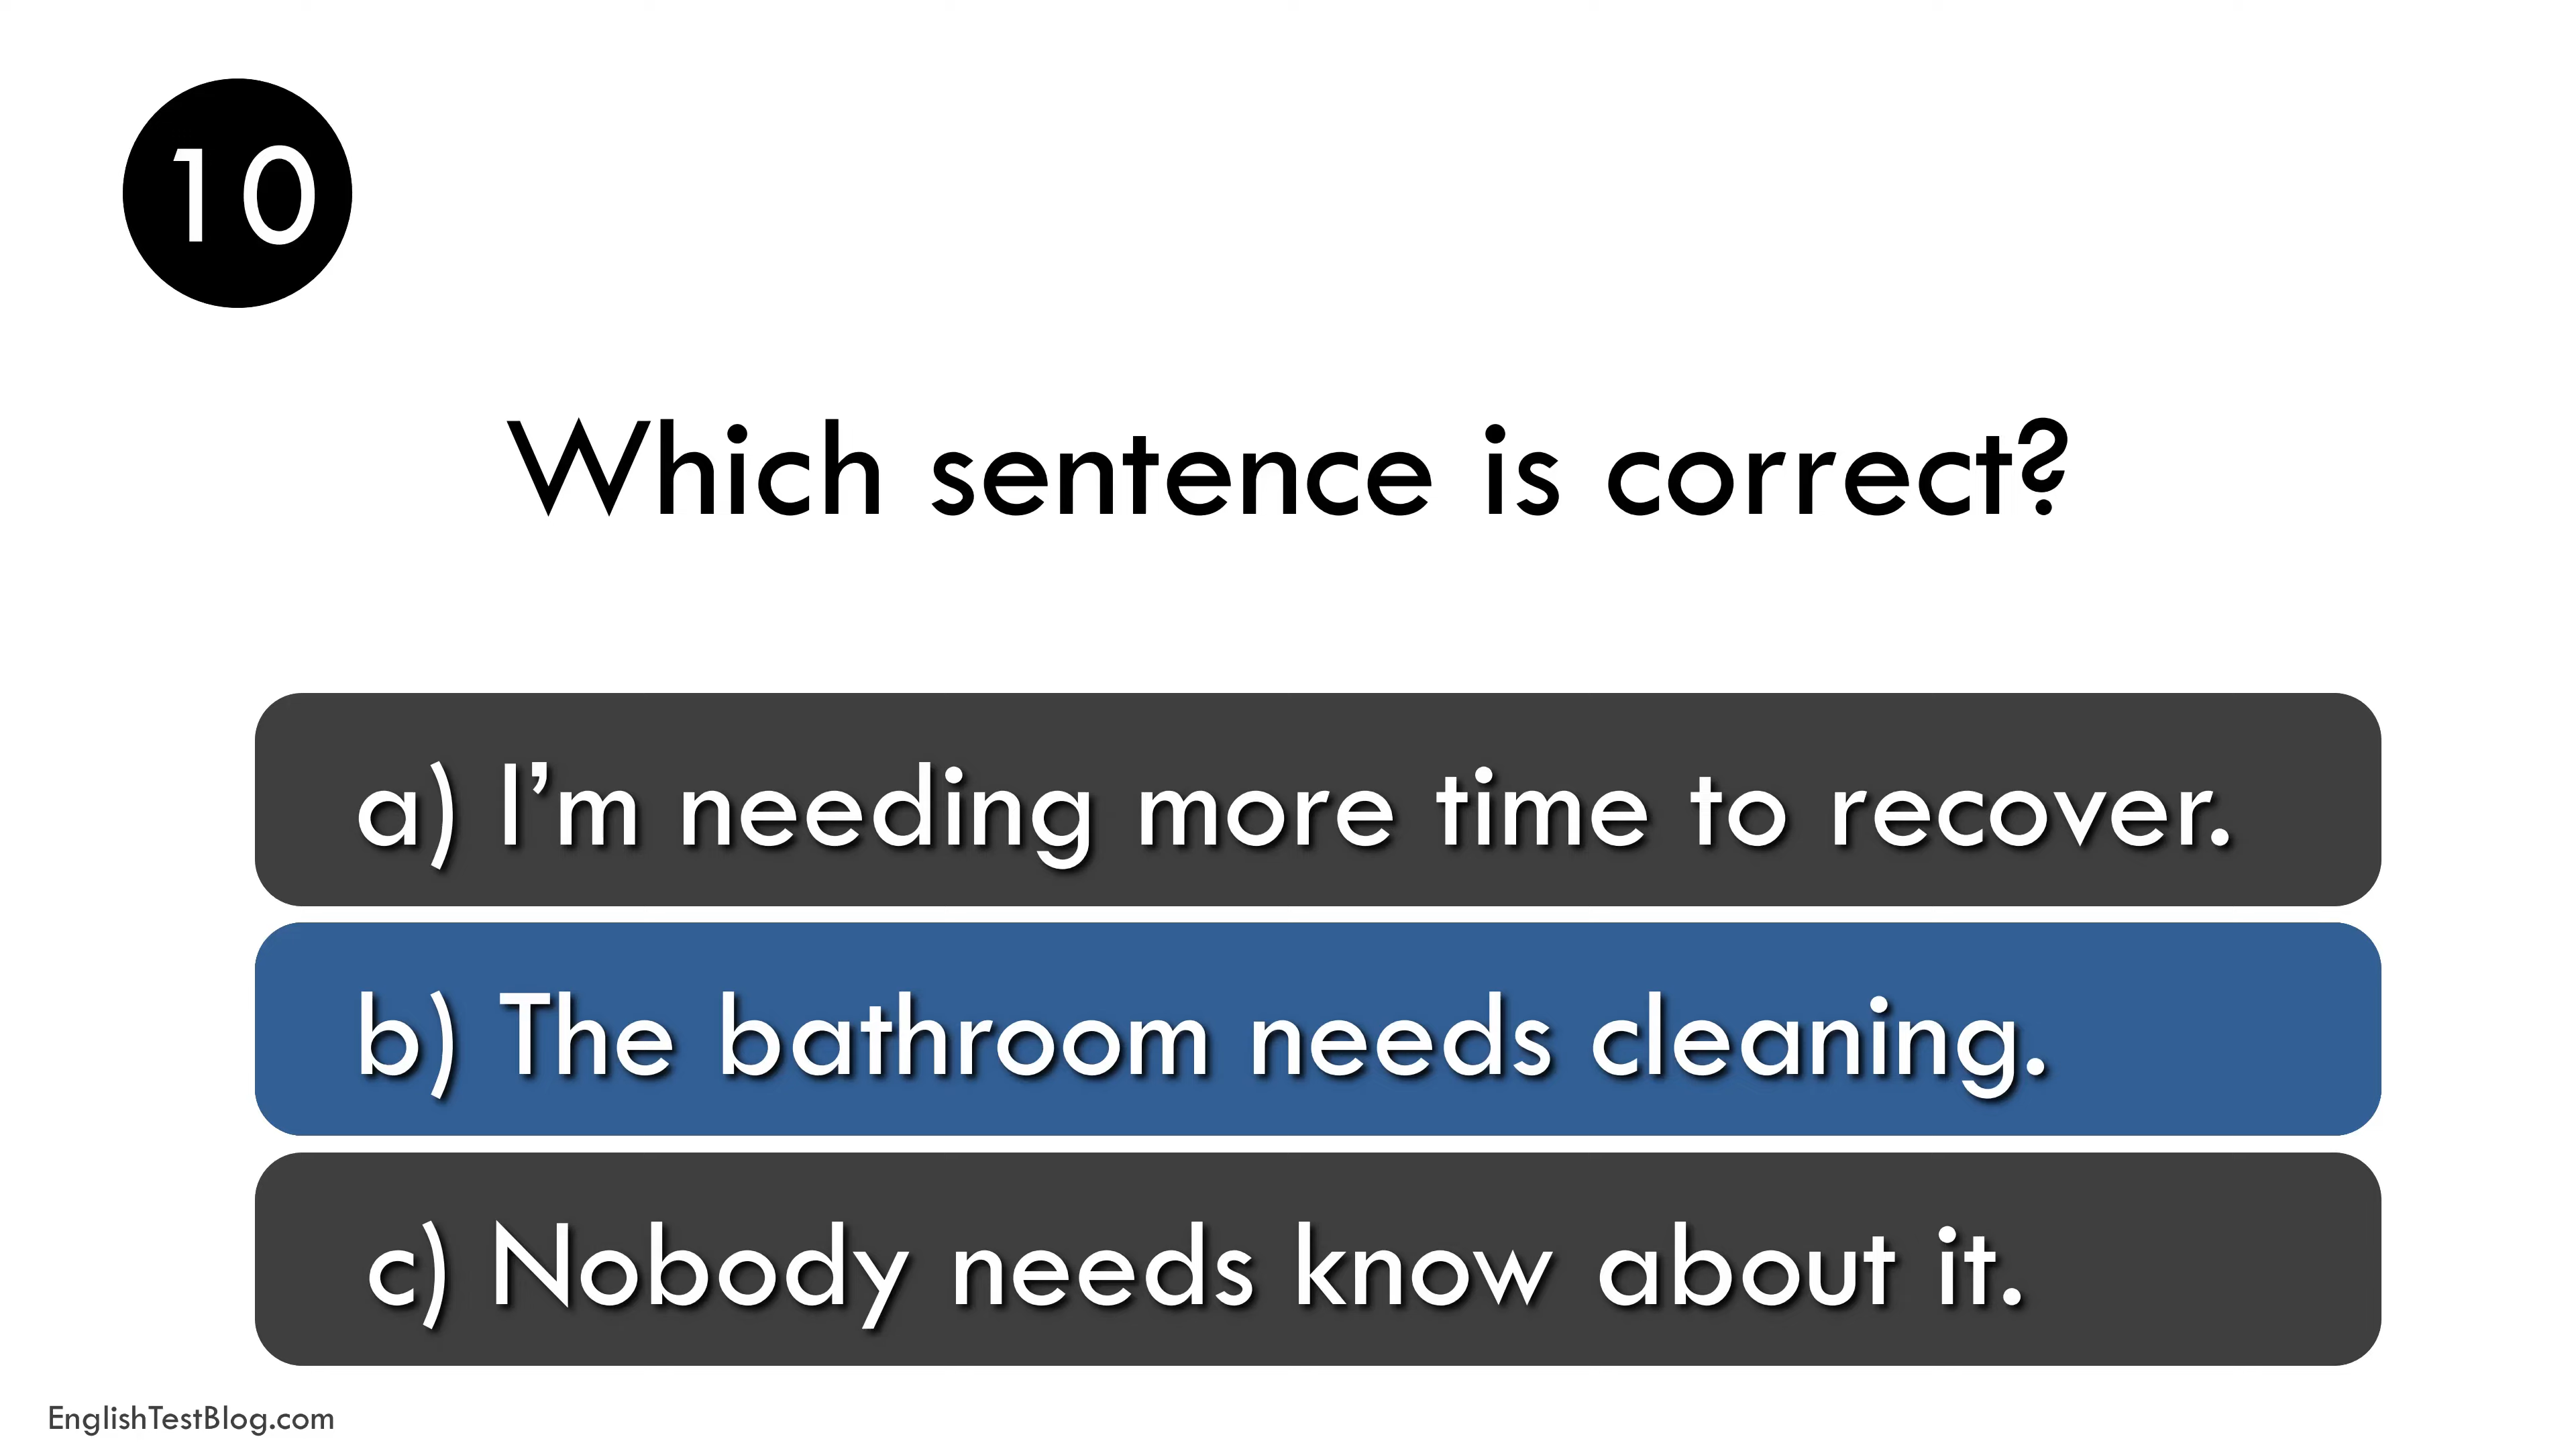 10
Which sentence is correct?
a) I’m needing more time to recover.
b) The bathroom needs cleaning.
c) Nobody needs know about it.
EnglishTestBlog.com